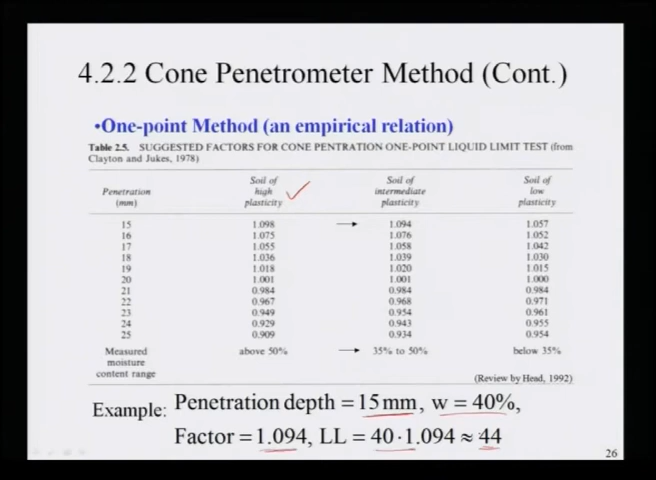 4.2.2 Cone Penetrometer Method (Cont.)
•One-point Method (an empirical relation)
Table 2.5. SUGGESTED FACTORS FOR CONE PENTRATION ONE-POINT LIQUID LIMIT TEST (from
Clayton and Jukes, 1978)
Penetration (mm) Soil of high plasticity Soil of intermediate plasticity Soil of low plasticity
15 1.098 → 1.094 1.057
16 1.075 1.076 1.052
17 1.055 1.058 1.042
18 1.036 1.039 1.030
19 1.018 1.020 1.015
20 1.001 1.001 1.000
21 0.984 0.984 0.984
22 0.967 0.968 0.971
23 0.949 0.954 0.961
24 0.929 0.943 0.955
25 0.909 0.934 0.954
Measured moisture content range above 50% → 35% to 50% below 35%
(Review by Head, 1992)
Example: Penetration depth = 15 mm, w = 40%,
Factor = 1.094, LL = 40·1.094 ≈ 44
26